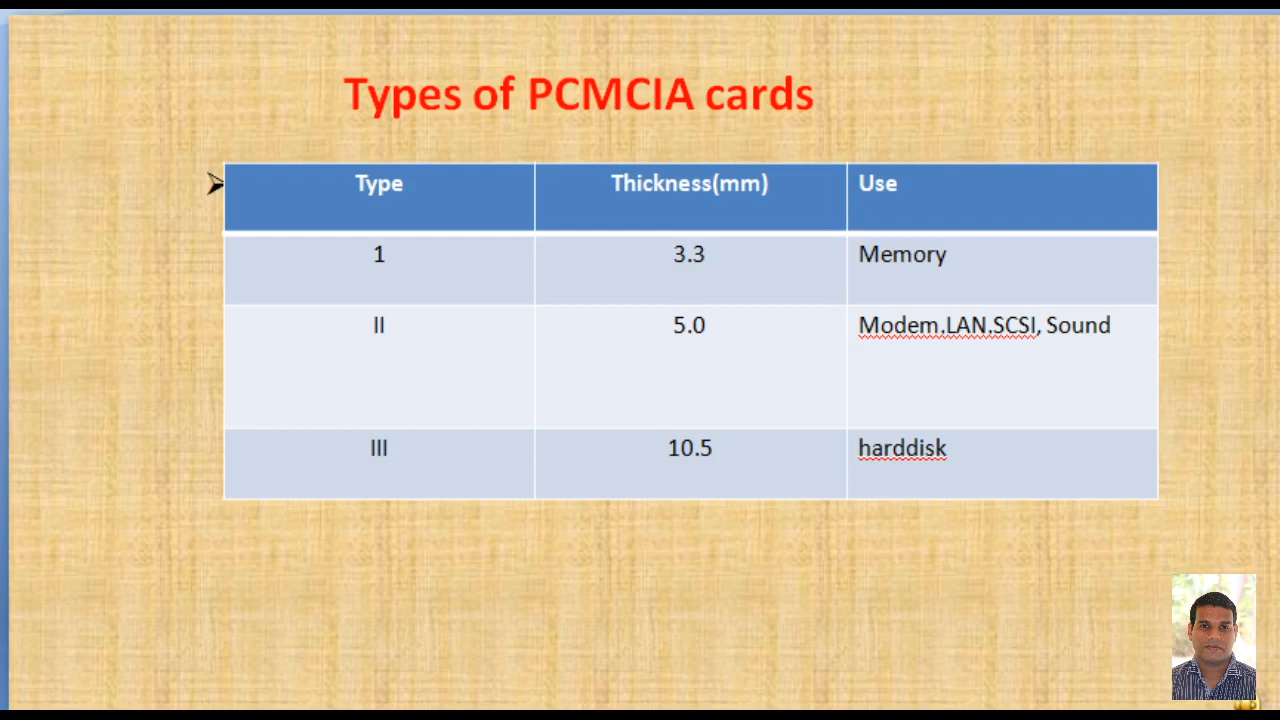 Types of PCMCIA cards
Type Thickness(mm) Use
1 3.3 Memory
II 5.0 Modem.LAN.SCSI, Sound
III 10.5 harddisk